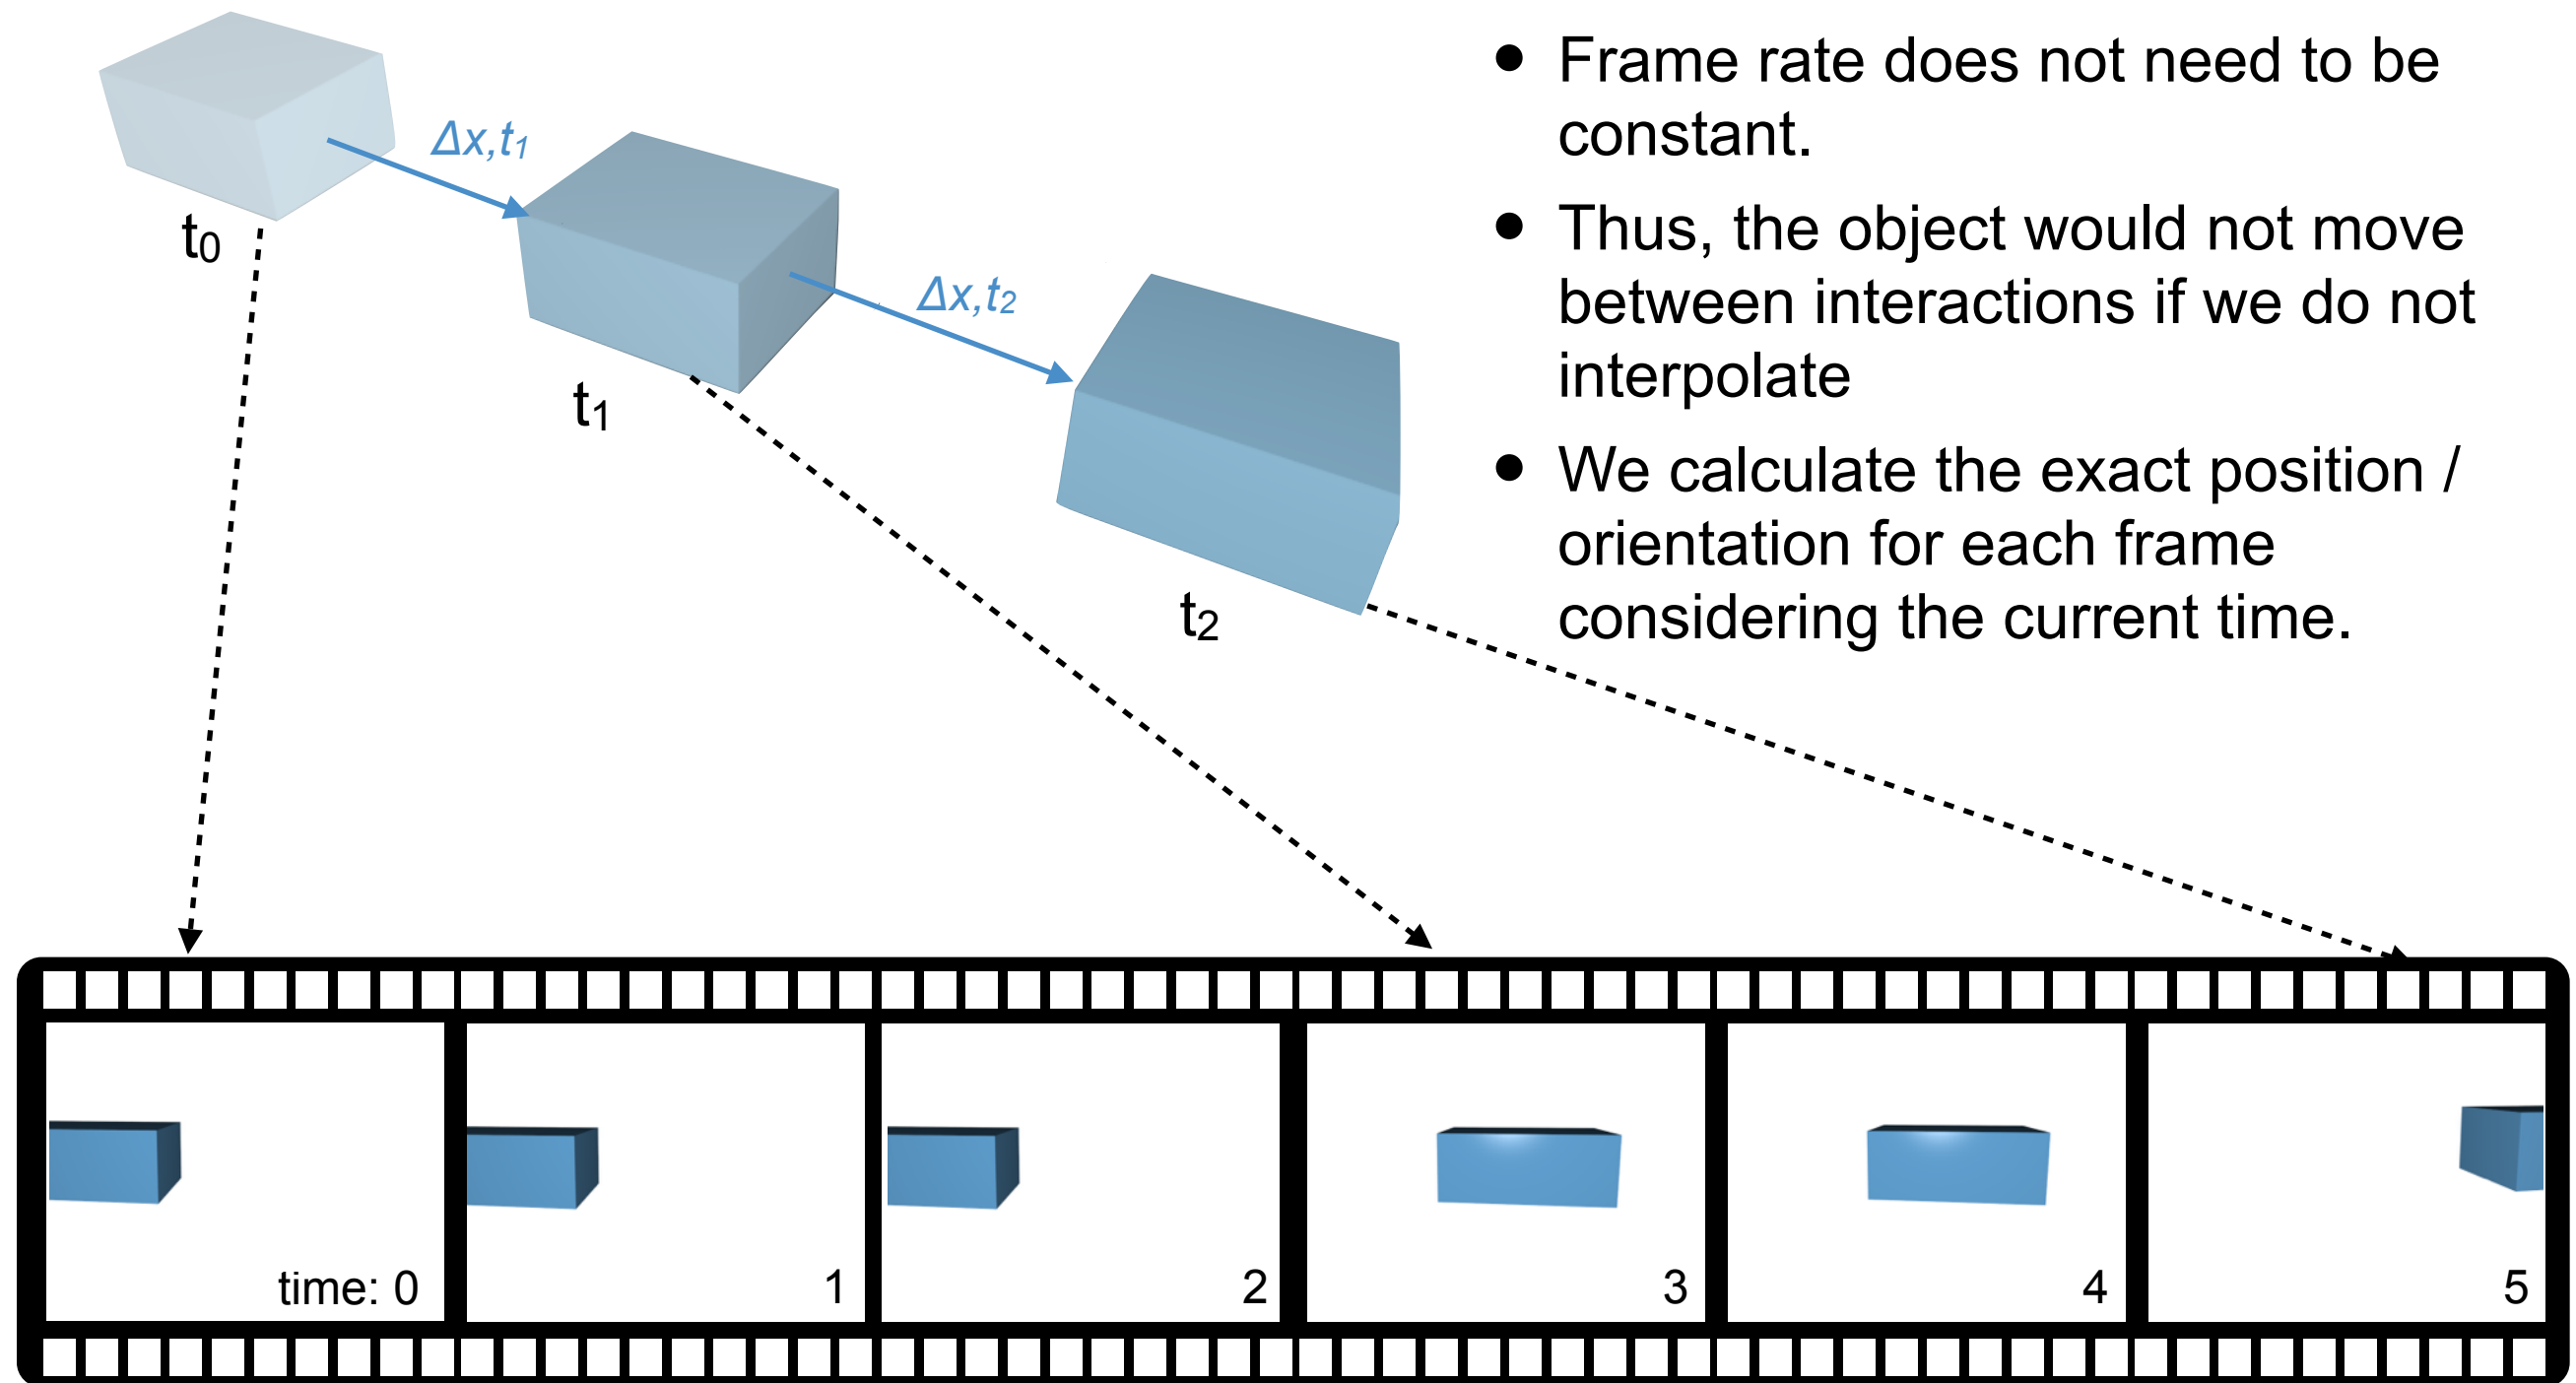 • Frame rate does not need to be
constant.
• Thus, the object would not move
between interactions if we do not
interpolate
• We calculate the exact position /
orientation for each frame
considering the current time.
Δx,t₁
t₀
Δx,t₂
t₁
t₂
time: 0
1
2
3
4
5